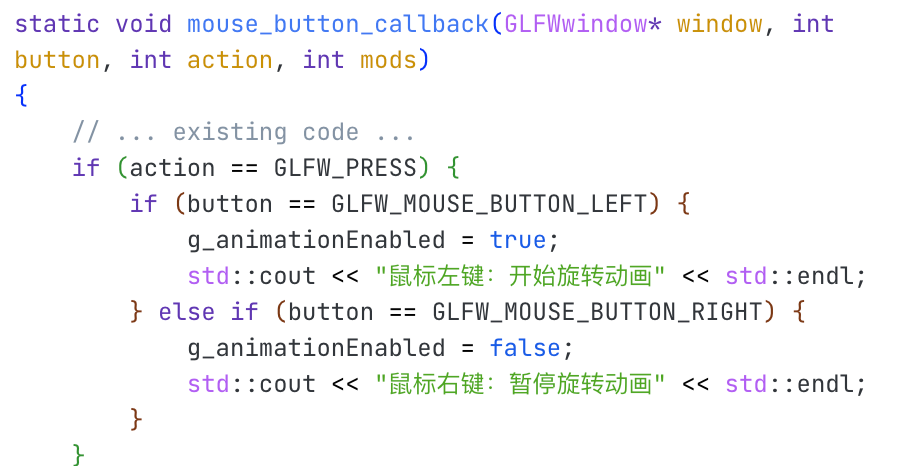 static void mouse_button_callback(GLFWwindow* window, int
button, int action, int mods)
{
    // ... existing code ...
    if (action == GLFW_PRESS) {
        if (button == GLFW_MOUSE_BUTTON_LEFT) {
            g_animationEnabled = true;
            std::cout << "鼠标左键：开始旋转动画" << std::endl;
        } else if (button == GLFW_MOUSE_BUTTON_RIGHT) {
            g_animationEnabled = false;
            std::cout << "鼠标右键：暂停旋转动画" << std::endl;
        }
    }